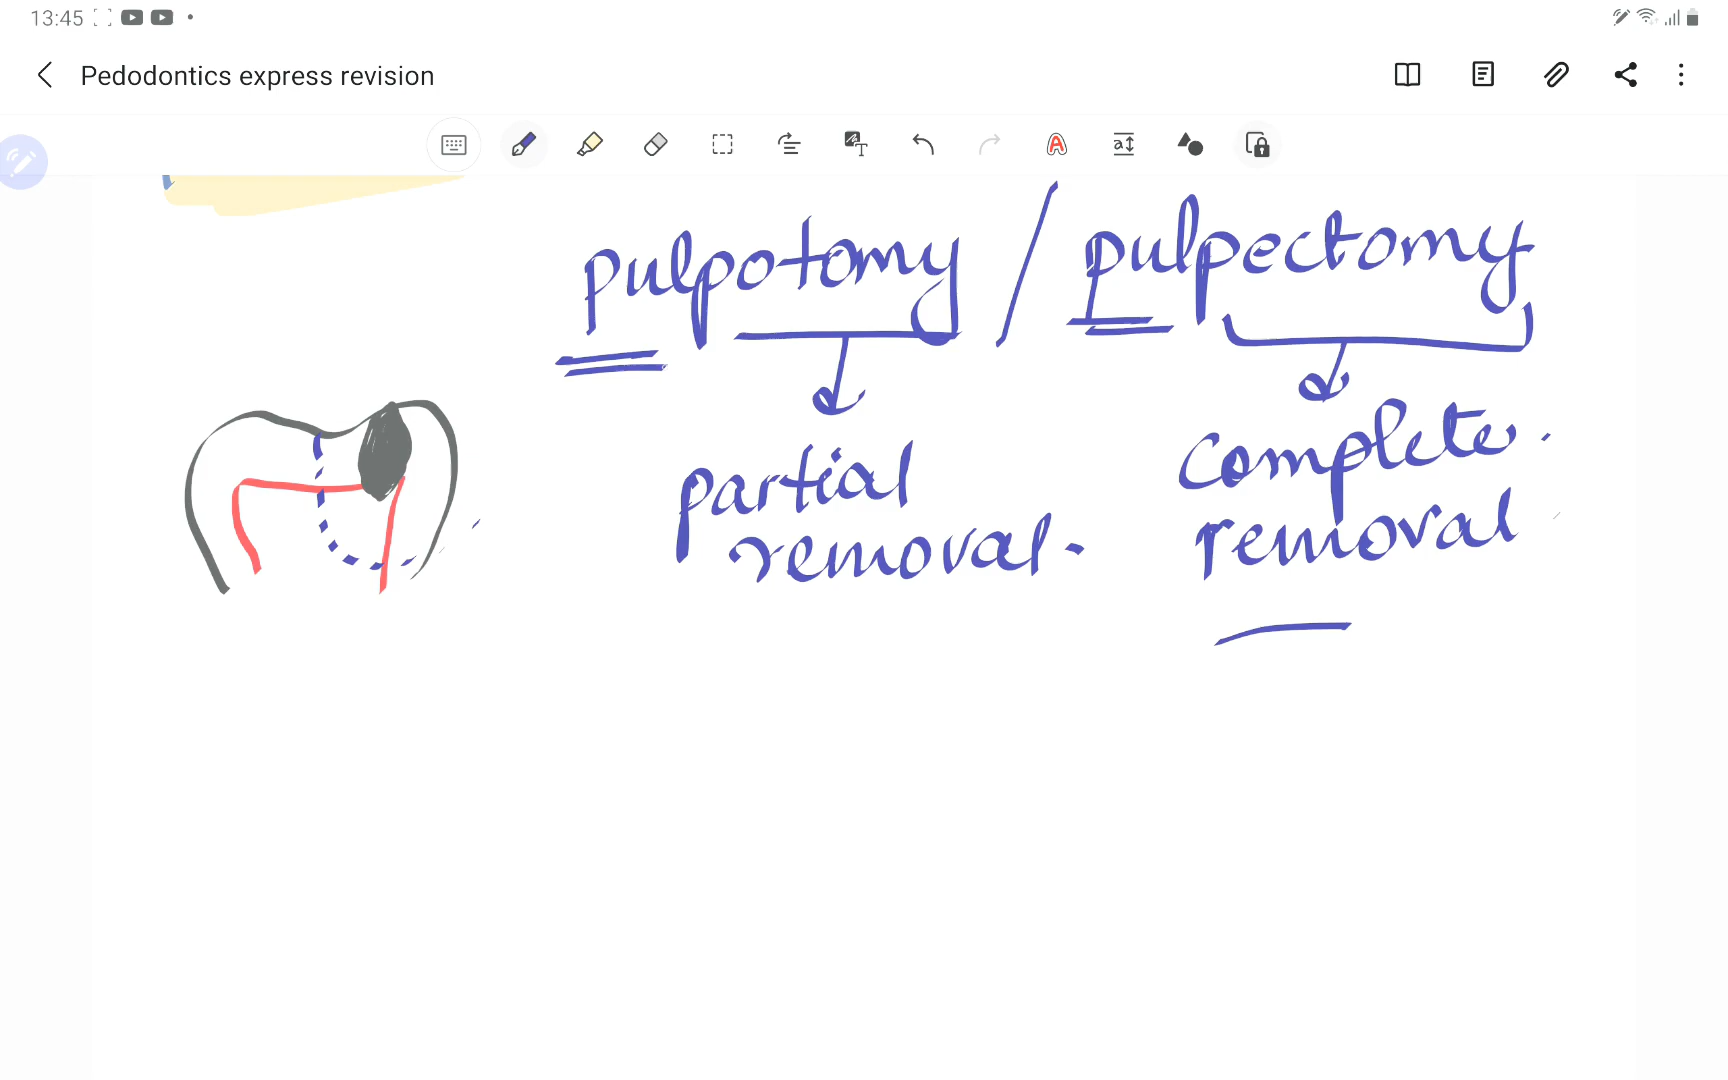 13:45
Pedodontics express revision
pulpotomy / pulpectomy
partial
removal.
complete.
removal